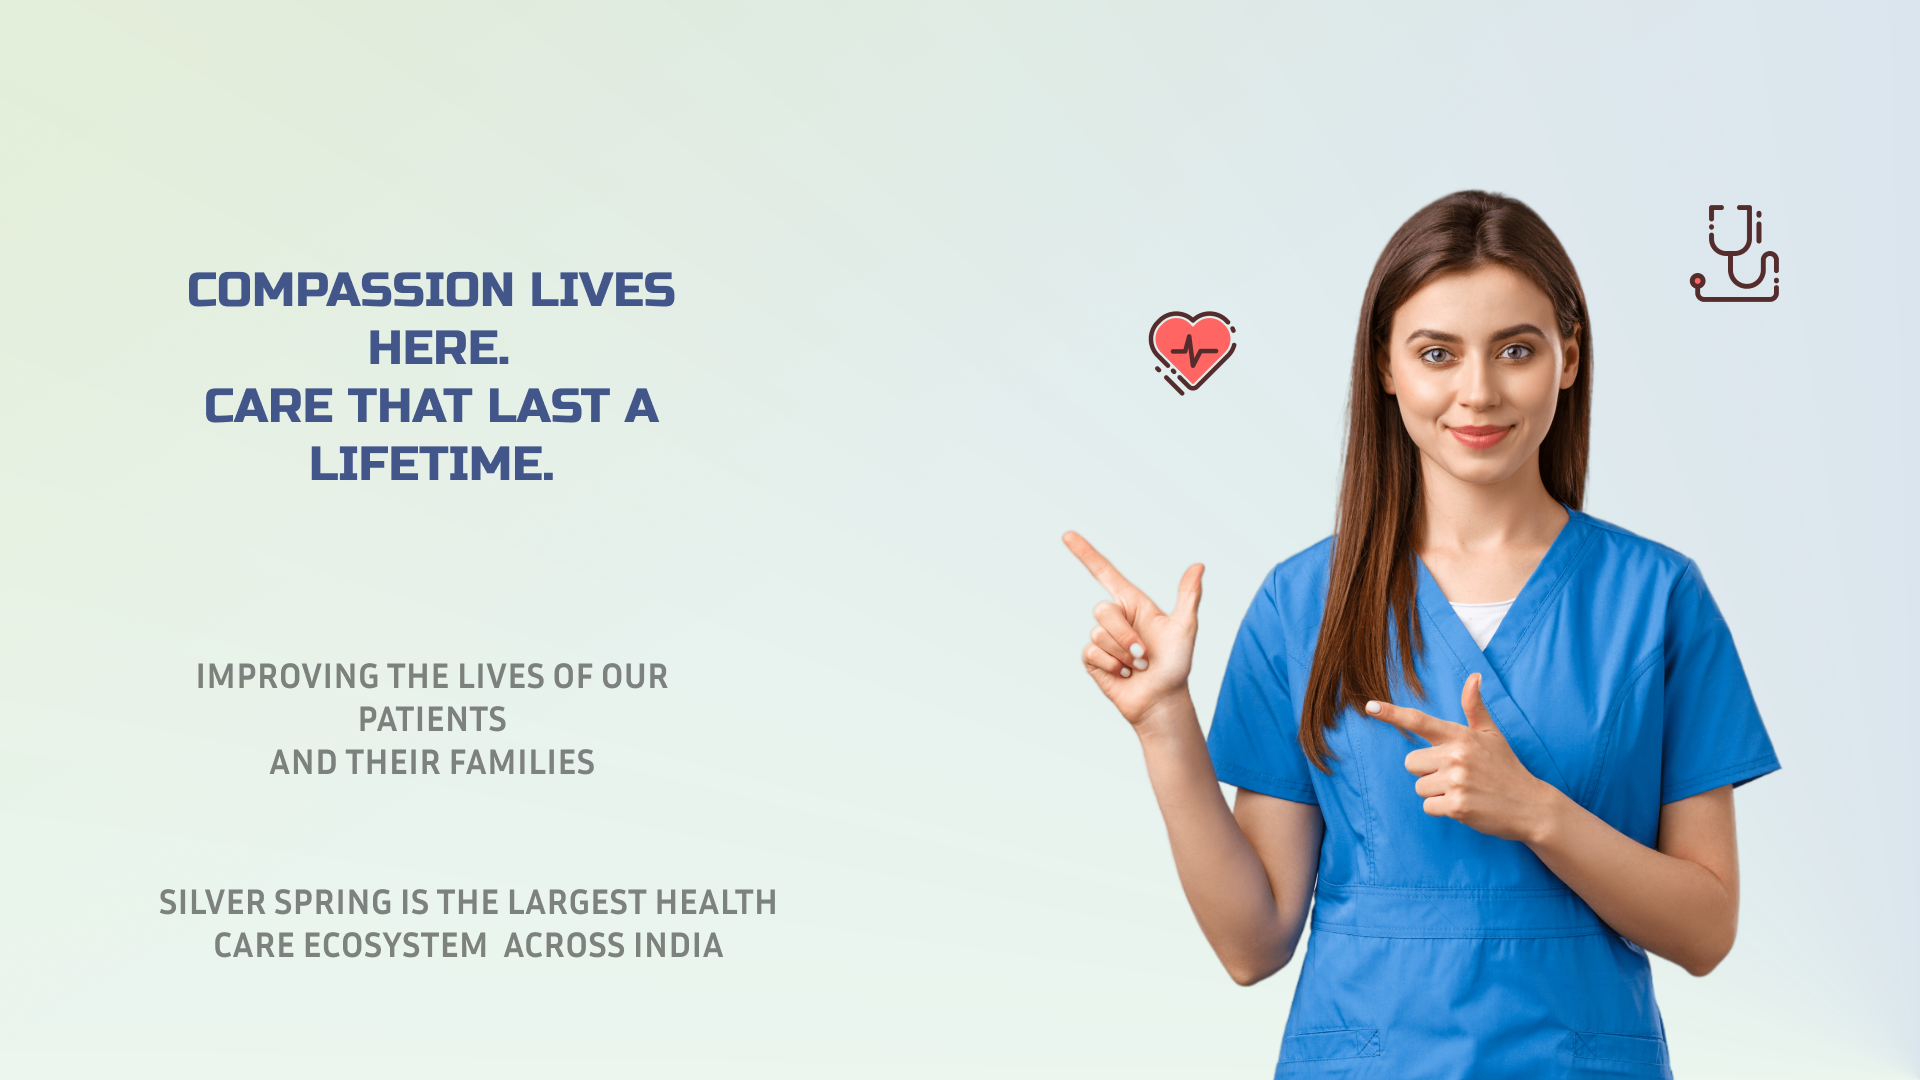 COMPASSION LIVES
HERE.
CARE THAT LAST A
LIFETIME.
IMPROVING THE LIVES OF OUR
PATIENTS
AND THEIR FAMILIES
SILVER SPRING IS THE LARGEST HEALTH
CARE ECOSYSTEM  ACROSS INDIA